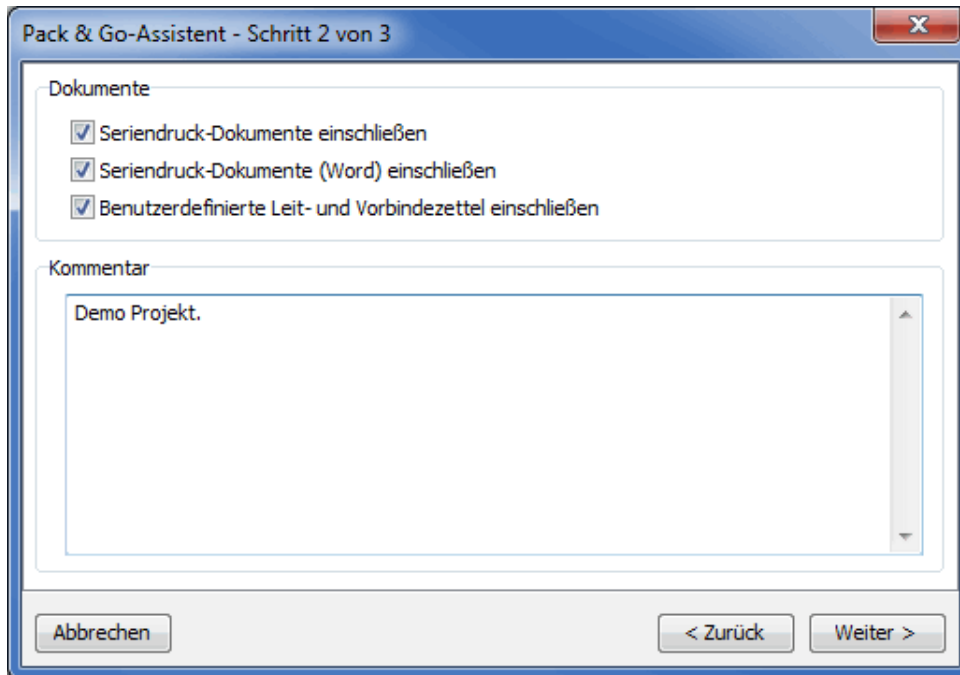 Pack & Go-Assistent - Schritt 2 von 3
Dokumente
Seriendruck-Dokumente einschließen
Seriendruck-Dokumente (Word) einschließen
Benutzerdefinierte Leit- und Vorbindezettel einschließen
Kommentar
Demo Projekt.
Abbrechen
< Zurück
Weiter >